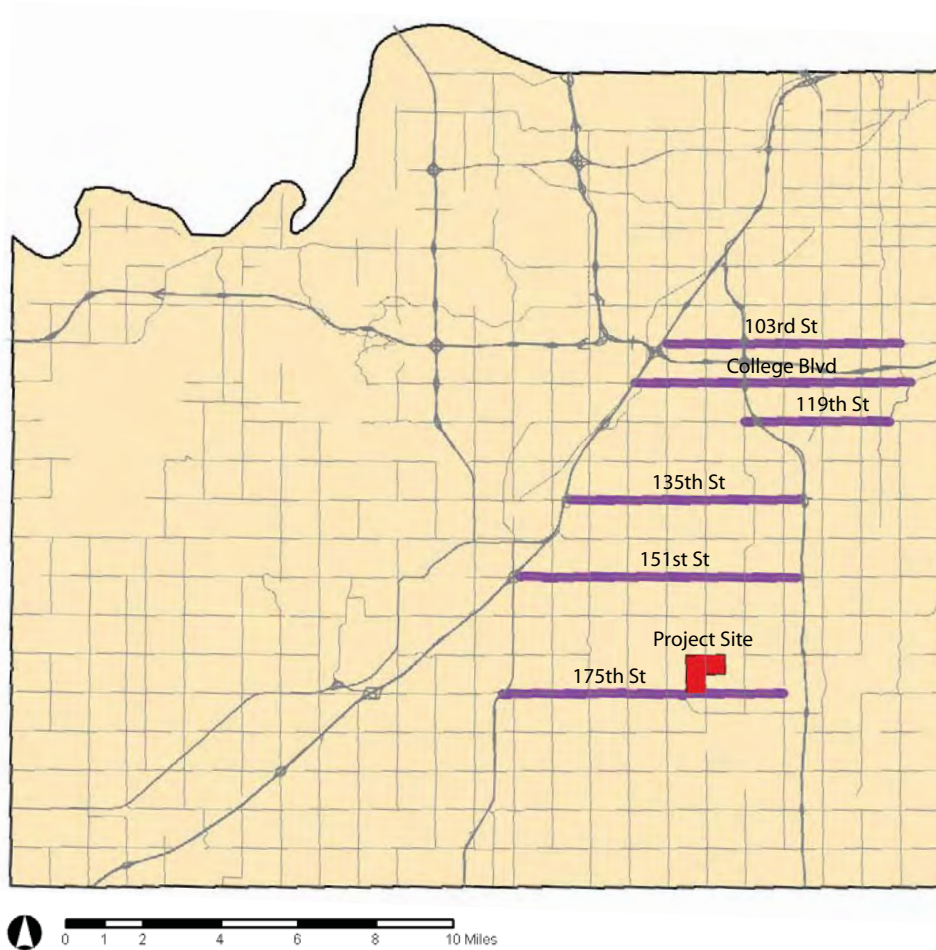 103rd St
College Blvd
119th St
135th St
151st St
Project Site
175th St
0 1 2 4 6 8 10 Miles